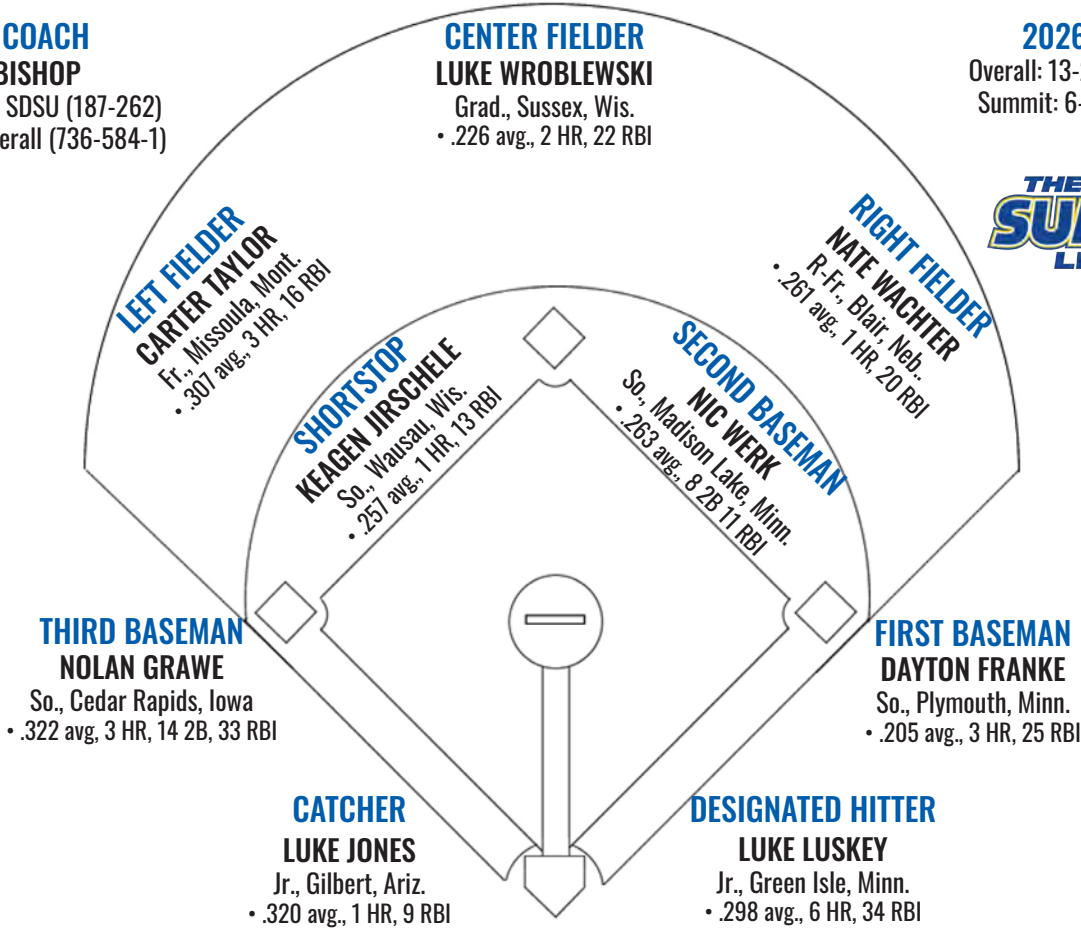 COACH
BISHOP
SDSU (187-262)
erall (736-584-1)
CENTER FIELDER
LUKE WROBLEWSKI
Grad., Sussex, Wis.
• .226 avg., 2 HR, 22 RBI
2026
Overall: 13-
Summit: 6-
THE
SU
LE
LEFT FIELDER
CARTER TAYLOR
Fr., Missoula, Mont.
• .307 avg., 3 HR, 16 RBI
RIGHT FIELDER
NATE WACHTER
R-Fr., Blair, Neb..
• .261 avg., 1 HR, 20 RBI
SHORTSTOP
KEAGEN JIRSCHELE
So., Wausau, Wis.
• .257 avg., 1 HR, 13 RBI
SECOND BASEMAN
NIC WERK
So., Madison Lake, Minn.
• .263 avg., 8 2B 11 RBI
THIRD BASEMAN
NOLAN GRAWE
So., Cedar Rapids, Iowa
• .322 avg, 3 HR, 14 2B, 33 RBI
FIRST BASEMAN
DAYTON FRANKE
So., Plymouth, Minn.
• .205 avg., 3 HR, 25 RBI
CATCHER
LUKE JONES
Jr., Gilbert, Ariz.
• .320 avg., 1 HR, 9 RBI
DESIGNATED HITTER
LUKE LUSKEY
Jr., Green Isle, Minn.
• .298 avg., 6 HR, 34 RBI